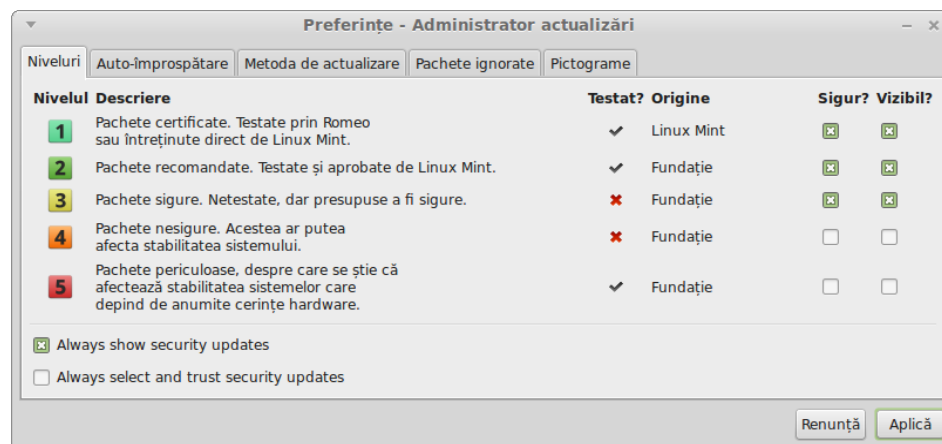 Preferințe - Administrator actualizări
Niveluri Auto-împrospătare Metoda de actualizare Pachete ignorate Pictograme
Nivelul Descriere Testat? Origine Sigur? Vizibil?
1 Pachete certificate. Testate prin Romeo
sau întreținute direct de Linux Mint. Linux Mint
2 Pachete recomandate. Testate și aprobate de Linux Mint. Fundație
3 Pachete sigure. Netestate, dar presupuse a fi sigure. Fundație
4 Pachete nesigure. Acestea ar putea
afecta stabilitatea sistemului. Fundație
Pachete periculoase, despre care se știe că
5 afectează stabilitatea sistemelor care Fundație
depind de anumite cerințe hardware.
Always show security updates
Always select and trust security updates
Renunță Aplică